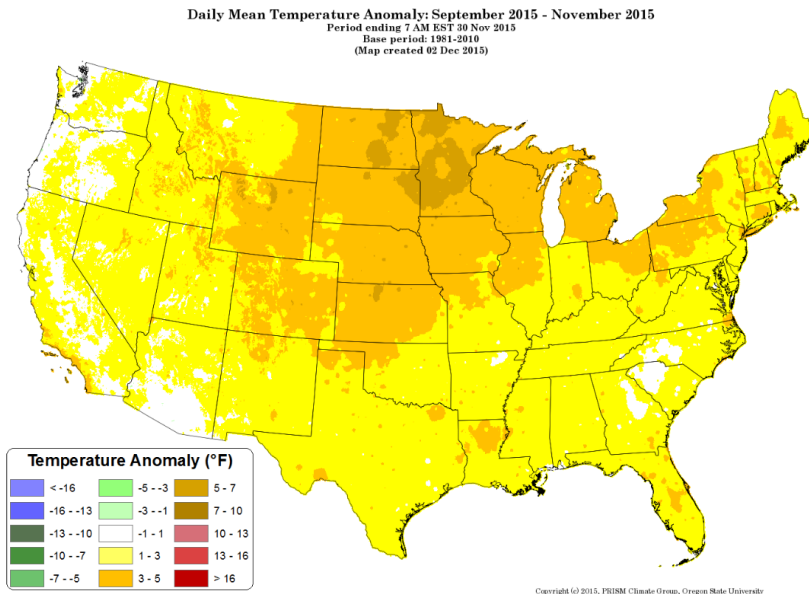 Daily Mean Temperature Anomaly: September 2015 - November 2015
Period ending 7 AM EST 30 Nov 2015
Base period: 1981-2010
(Map created 02 Dec 2015)
Temperature Anomaly (°F)
< -16 -5 - -3 5 - 7
-16 - -13 -3 - -1 7 - 10
-13 - -10 -1 - 1 10 - 13
-10 - -7 1 - 3 13 - 16
-7 - -5 3 - 5 > 16
Copyright (c) 2015, PRISM Climate Group, Oregon State University